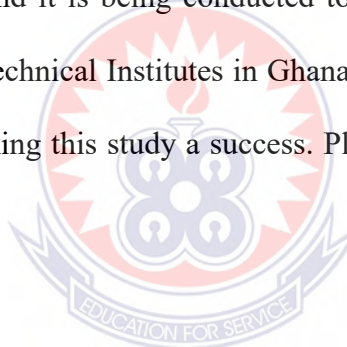 nd it is being conducted to
echnical Institutes in Ghana
ing this study a success. Pl
EDUCATION FOR SERVICE